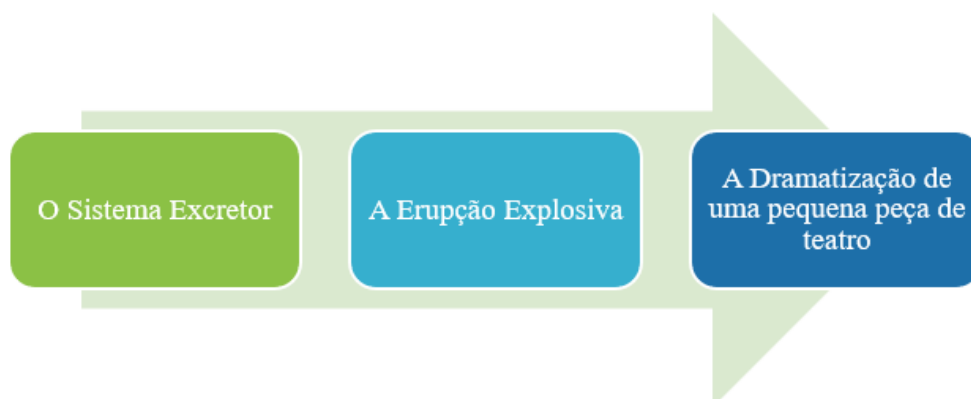 O Sistema Excretor
A Erupção Explosiva
A Dramatização de
uma pequena peça de
teatro